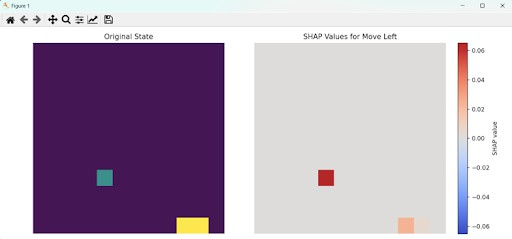 Figure 1
Original State
SHAP Values for Move Left
0.06
0.04
0.02
0.00
−0.02
−0.04
−0.06
SHAP value